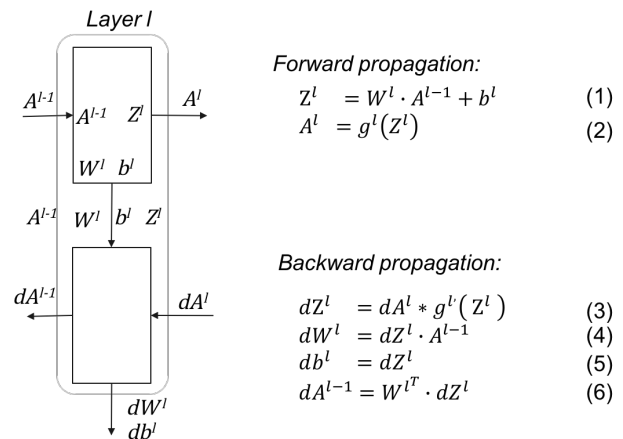 Layer l
A^{l-1}
A^l
A^{l-1} Z^l
W^l b^l
A^{l-1} W^l b^l Z^l
dA^{l-1}
dA^l
dW^l
db^l
Forward propagation:
Z^l = W^l · A^{l-1} + b^l (1)
A^l = g^l(Z^l) (2)
Backward propagation:
dZ^l = dA^l * g^{l'}(Z^l) (3)
dW^l = dZ^l · A^{l-1} (4)
db^l = dZ^l (5)
dA^{l-1} = W^{l^T} · dZ^l (6)